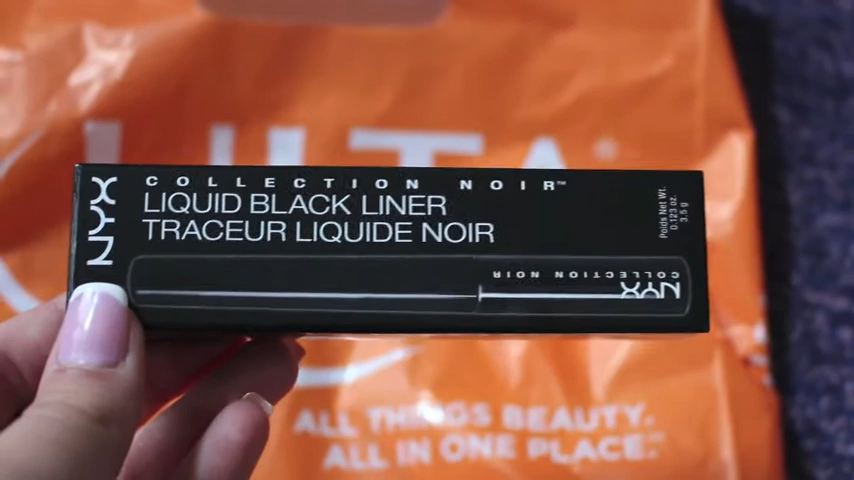 ULTA
NYX
COLLECTION NOIR™
LIQUID BLACK LINER
TRACEUR LIQUIDE NOIR
Poids Net Wt.
0.123 oz.
3.5 g
COLLECTION NOIR
NYX
ALL THINGS BEAUTY.
ALL IN ONE PLACE.™